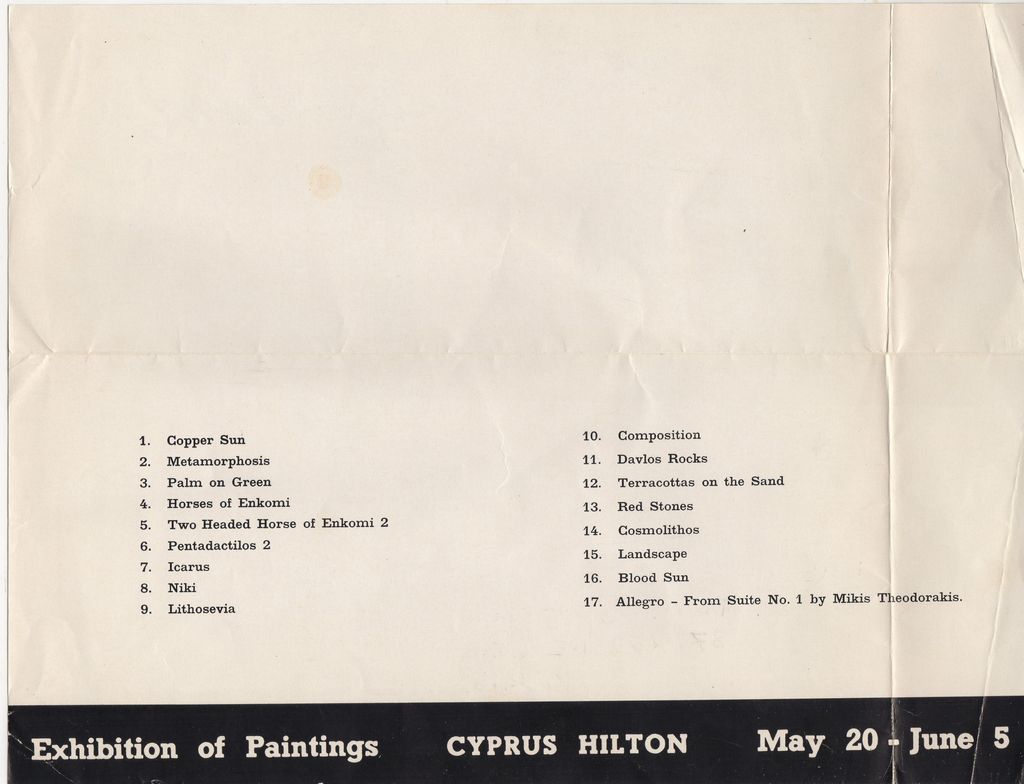 1. Copper Sun
2. Metamorphosis
3. Palm on Green
4. Horses of Enkomi
5. Two Headed Horse of Enkomi 2
6. Pentadactilos 2
7. Icarus
8. Niki
9. Lithosevia
10. Composition
11. Davlos Rocks
12. Terracottas on the Sand
13. Red Stones
14. Cosmolithos
15. Landscape
16. Blood Sun
17. Allegro – From Suite No. 1 by Mikis Theodorakis.
Exhibition of Paintings CYPRUS HILTON May 20 - June 5